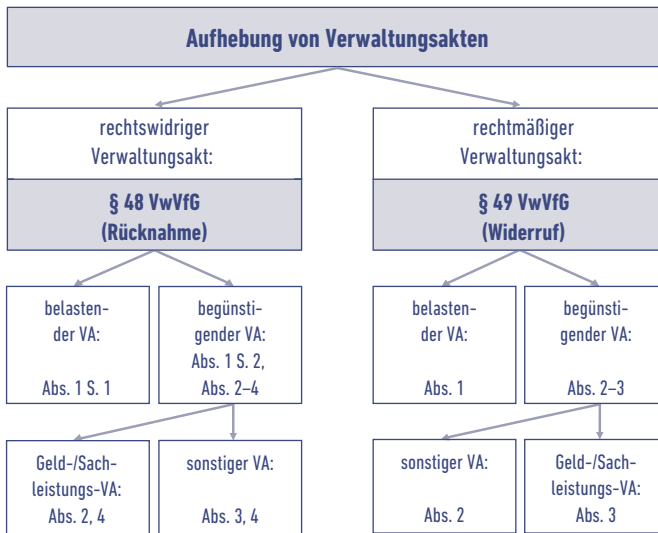 Aufhebung von Verwaltungsakten
rechtswidriger
Verwaltungsakt:
§ 48 VwVfG
(Rücknahme)
rechtmäßiger
Verwaltungsakt:
§ 49 VwVfG
(Widerruf)
belasten-
der VA:
Abs. 1 S. 1
begünsti-
gender VA:
Abs. 1 S. 2,
Abs. 2–4
belasten-
der VA:
Abs. 1
begünsti-
gender VA:
Abs. 2–3
Geld-/Sach-
leistungs-VA:
Abs. 2, 4
sonstiger VA:
Abs. 3, 4
sonstiger VA:
Abs. 2
Geld-/Sach-
leistungs-VA:
Abs. 3